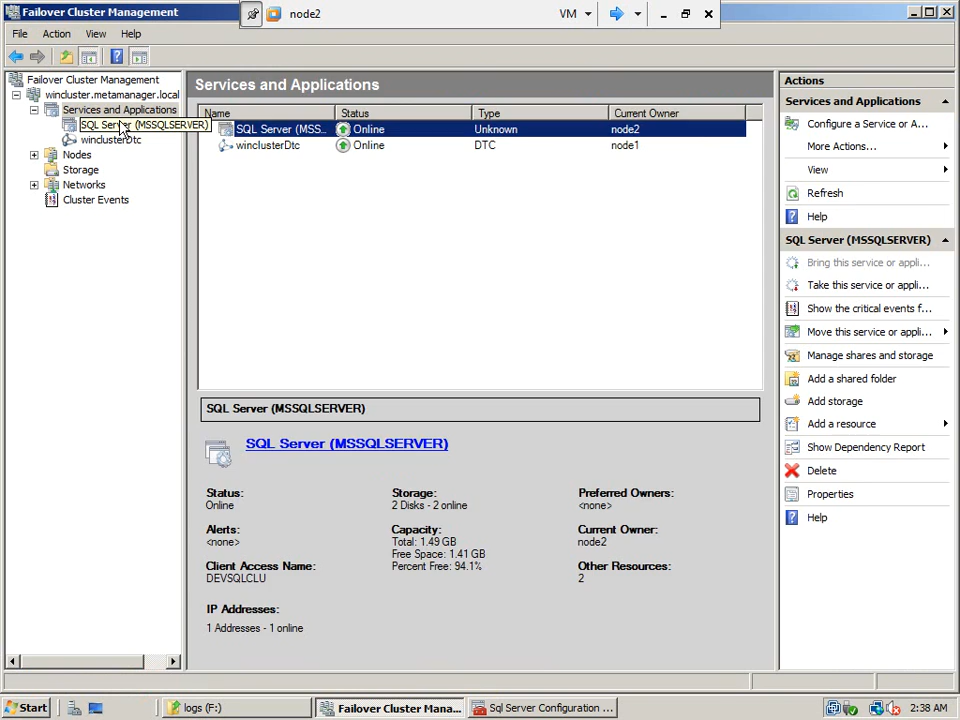 Failover Cluster Management
node2
VM
File Action View Help
Failover Cluster Management
wincluster.metamanager.local
Services and Applications
SQL Server (MSSQLSERVER)
winclusterDtc
Nodes
Storage
Networks
Cluster Events
Services and Applications
Name Status Type Current Owner
SQL Server (MSS... Online Unknown node2
winclusterDtc Online DTC node1
SQL Server (MSSQLSERVER)
SQL Server (MSSQLSERVER)
Status:
Online
Alerts:
<none>
Client Access Name:
DEVSQLCLU
IP Addresses:
1 Addresses - 1 online
Storage:
2 Disks - 2 online
Capacity:
Total: 1.49 GB
Free Space: 1.41 GB
Percent Free: 94.1%
Preferred Owners:
<none>
Current Owner:
node2
Other Resources:
2
Actions
Services and Applications
Configure a Service or A...
More Actions...
View
Refresh
Help
SQL Server (MSSQLSERVER)
Bring this service or appli...
Take this service or appli...
Show the critical events f...
Move this service or appli...
Manage shares and storage
Add a shared folder
Add storage
Add a resource
Show Dependency Report
Delete
Properties
Help
Start
logs (F:)
Failover Cluster Mana...
Sql Server Configuration ...
2:38 AM